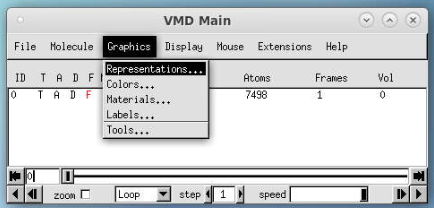 VMD Main
File Molecule Graphics Display Mouse Extensions Help
ID T A D F Atoms Frames Vol
0 T A D F 7498 1 0
Representations...
Colors...
Materials...
Labels...
Tools...
0
zoom Loop step 1 speed